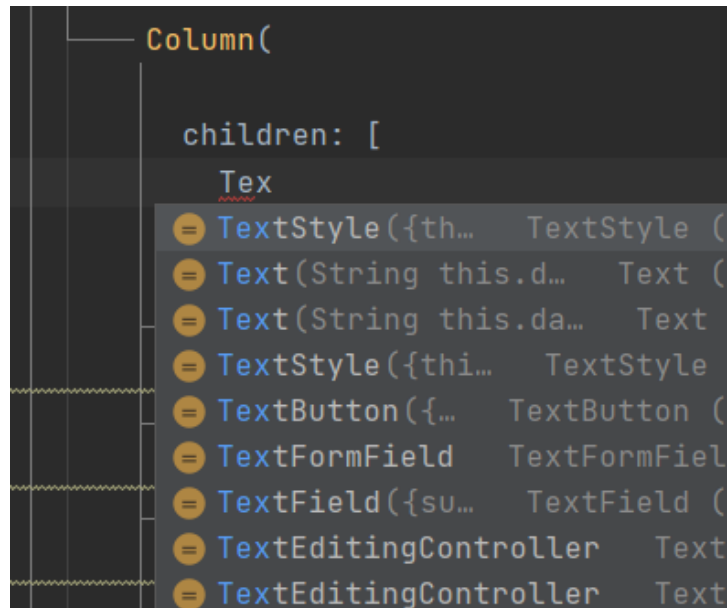 Column(
children: [
Tex
TextStyle({th… TextStyle (
Text(String this.d… Text (
Text(String this.da… Text
TextStyle({thi… TextStyle
TextButton({… TextButton (
TextFormField TextFormFiel
TextField({su… TextField (
TextEditingController Text
TextEditingController Text